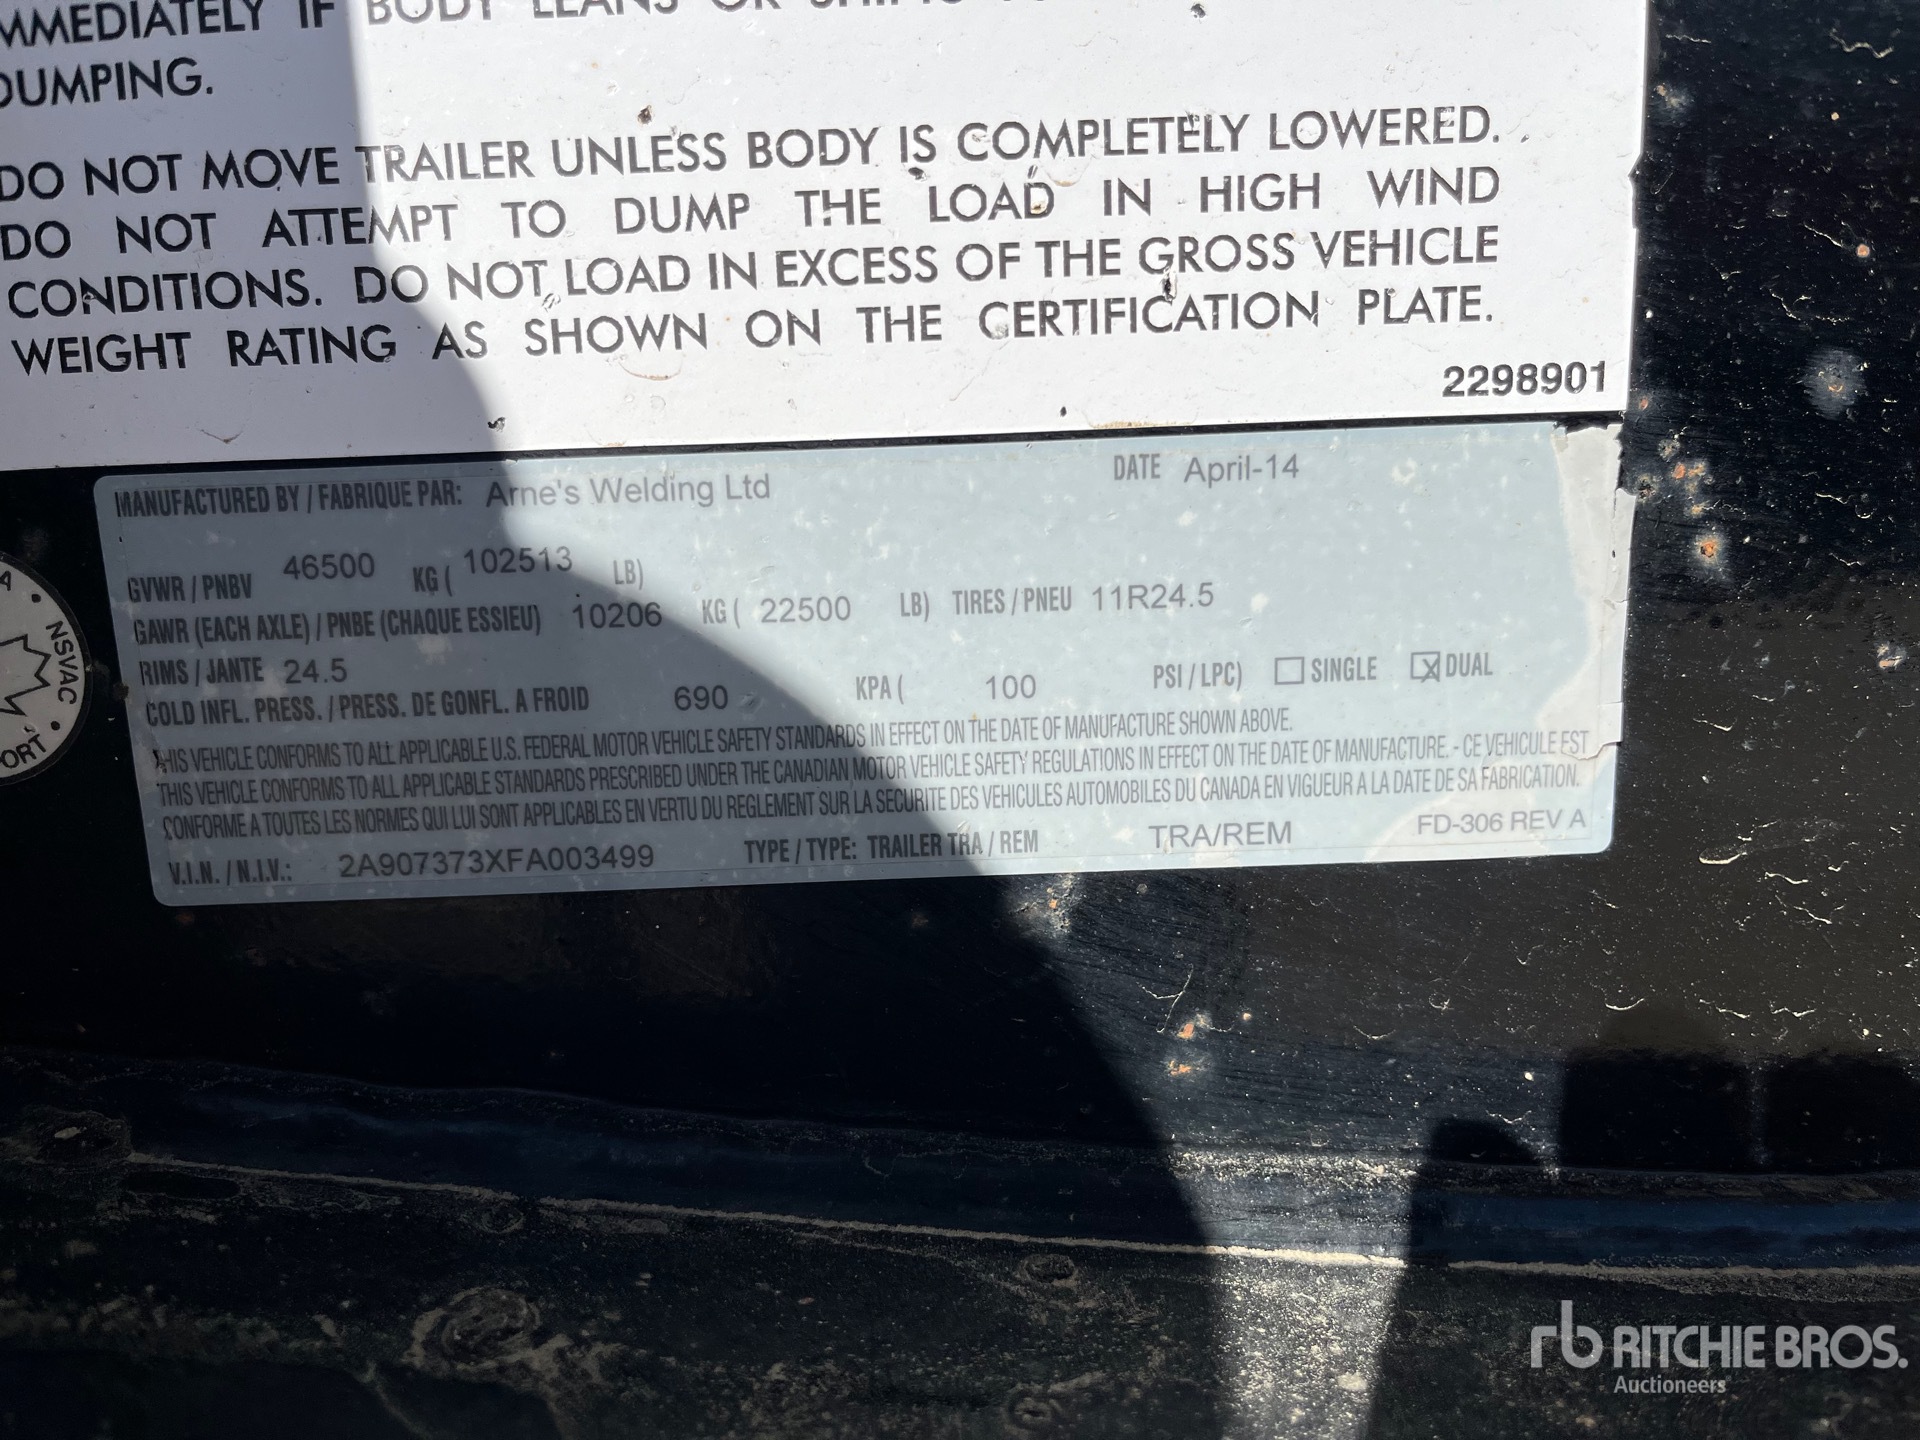 IMMEDIATELY IF BODY LEANS OR
DUMPING.
DO NOT MOVE TRAILER UNLESS BODY IS COMPLETELY LOWERED.
DO NOT ATTEMPT TO DUMP THE LOAD IN HIGH WIND
CONDITIONS. DO NOT LOAD IN EXCESS OF THE GROSS VEHICLE
WEIGHT RATING AS SHOWN ON THE CERTIFICATION PLATE.
2298901
MANUFACTURED BY / FABRIQUE PAR: Arne's Welding Ltd DATE April-14
GVWR / PNBV 46500 KG ( 102513 LB)
GAWR (EACH AXLE) / PNBE (CHAQUE ESSIEU) 10206 KG ( 22500 LB) TIRES / PNEU 11R24.5
RIMS / JANTE 24.5
COLD INFL. PRESS. / PRESS. DE GONFL. A FROID 690 KPA ( 100 PSI / LPC) ☐ SINGLE ☒ DUAL
THIS VEHICLE CONFORMS TO ALL APPLICABLE U.S. FEDERAL MOTOR VEHICLE SAFETY STANDARDS IN EFFECT ON THE DATE OF MANUFACTURE SHOWN ABOVE.
THIS VEHICLE CONFORMS TO ALL APPLICABLE STANDARDS PRESCRIBED UNDER THE CANADIAN MOTOR VEHICLE SAFETY REGULATIONS IN EFFECT ON THE DATE OF MANUFACTURE. - CE VEHICULE EST
CONFORME A TOUTES LES NORMES QUI LUI SONT APPLICABLES EN VERTU DU REGLEMENT SUR LA SECURITE DES VEHICULES AUTOMOBILES DU CANADA EN VIGUEUR A LA DATE DE SA FABRICATION.
V.I.N. / N.I.V.: 2A907373XFA003499 TYPE / TYPE: TRAILER TRA / REM TRA/REM FD-306 REV A
NSVAC
rb RITCHIE BROS.
Auctioneers